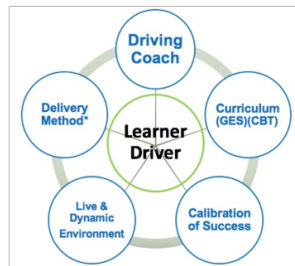 Driving
Coach
Delivery
Method*
Curriculum
(GES)(CBT)
Learner
Driver
Live &
Dynamic
Environment
Calibration
of Success